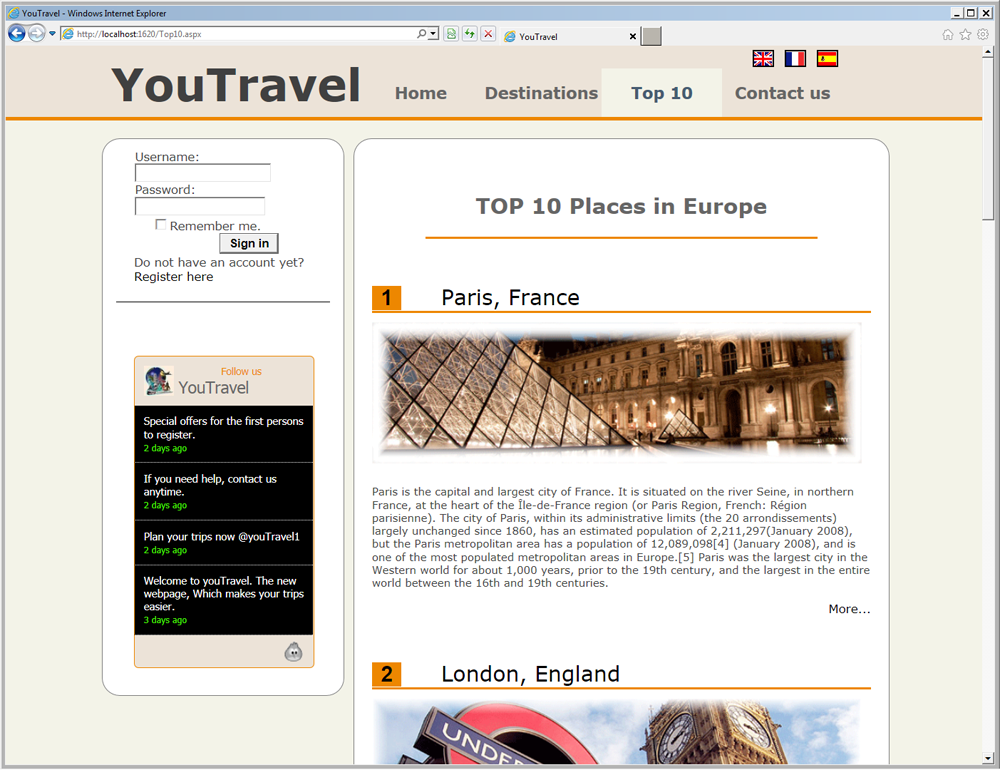 YouTravel - Windows Internet Explorer
http://localhost:1620/Top10.aspx
YouTravel
YouTravel
Home
Destinations
Top 10
Contact us
Username:
Password:
Remember me.
Sign in
Do not have an account yet?
Register here
Follow us
YouTravel
Special offers for the first persons
to register.
2 days ago
If you need help, contact us
anytime.
2 days ago
Plan your trips now @youTravel1
2 days ago
Welcome to youTravel. The new
webpage, Which makes your trips
easier.
3 days ago
TOP 10 Places in Europe
1 Paris, France
Paris is the capital and largest city of France. It is situated on the river Seine, in northern
France, at the heart of the Île-de-France region (or Paris Region, French: Région
parisienne). The city of Paris, within its administrative limits (the 20 arrondissements)
largely unchanged since 1860, has an estimated population of 2,211,297(January 2008),
but the Paris metropolitan area has a population of 12,089,098[4] (January 2008), and is
one of the most populated metropolitan areas in Europe.[5] Paris was the largest city in the
Western world for about 1,000 years, prior to the 19th century, and the largest in the entire
world between the 16th and 19th centuries.
More...
2 London, England
UNDER